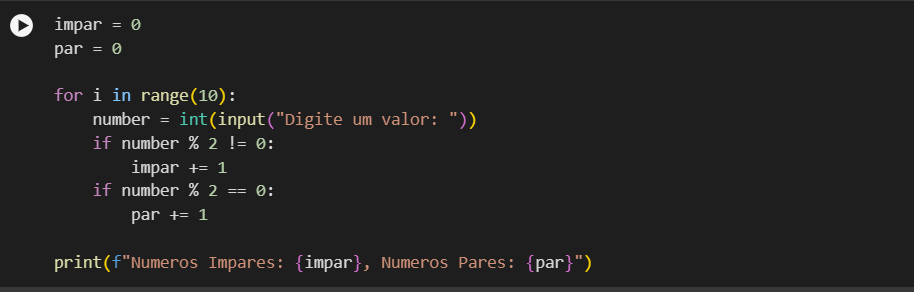 impar = 0
par = 0

for i in range(10):
    number = int(input("Digite um valor: "))
    if number % 2 != 0:
        impar += 1
    if number % 2 == 0:
        par += 1

print(f"Numeros Impares: {impar}, Numeros Pares: {par}")